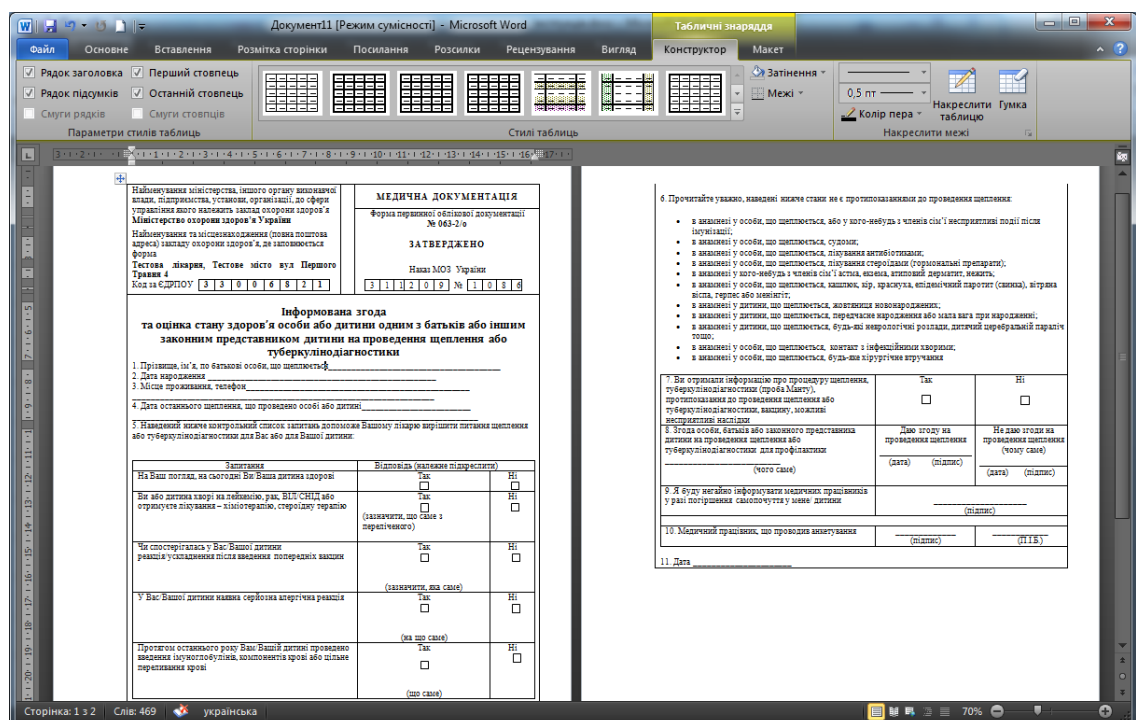 Документ11 [Режим сумісності] - Microsoft Word
Табличні знаряддя
Файл Основне Вставлення Розмітка сторінки Посилання Розсилки Рецензування Вигляд Конструктор Макет
Рядок заголовка Перший стовпець
Рядок підсумків Останній стовпець
Смуги рядків Смуги стовпців
Параметри стилів таблиць
Стилі таблиць
Затінення
Межі
0,5 пт
Колір пера
Накреслити таблицю
Гумка
Накреслити межі
Найменування міністерства, іншого органу виконавчої
влади, підприємства, установи, організації, до сфери
управління якого належить заклад охорони здоров’я
Міністерство охорони здоров’я України
Найменування та місцезнаходження (повна поштова
адреса) закладу охорони здоров’я, де заповнюється
форма
Тестова лікарня, Тестове місто вул Першого
Травня 4
Код за ЄДРПОУ 3 3 0 0 6 8 2 1
МЕДИЧНА ДОКУМЕНТАЦІЯ
Форма первинної облікової документації
№ 063-2/о
ЗАТВЕРДЖЕНО
Наказ МОЗ України
3 1 1 2 0 9 № 1 0 8 6
Інформована згода
та оцінка стану здоров’я особи або дитини одним з батьків або іншим
законним представником дитини на проведення щеплення або
туберкулінодіагностики
1. Прізвище, ім’я, по батькові особи, що щеплюється
2. Дата народження
3. Місце проживання, телефон
4. Дата останнього щеплення, що проведено особі або дитині
5. Наведений нижче контрольний список запитань допоможе Вашому лікарю вирішити питання щеплення
або туберкулінодіагностики для Вас або для Вашої дитини:
Запитання Відповідь (належне підкреслити)
На Ваш погляд, на сьогодні Ви/Ваша дитина здорові Так Ні
Ви або дитина хворі на лейкемію, рак, ВІЛ/СНІД або Так Ні
отримуєте лікування – хіміотерапію, стероїдну терапію
(зазначити, що саме з
переліченого)
Чи спостерігалась у Вас/Вашої дитини Так Ні
реакція/ускладнення після введення попередніх вакцин
(зазначити, яка саме)
У Вас/Вашої дитини наявна серйозна алергічна реакція Так Ні
(на що саме)
Протягом останнього року Вам/Вашій дитині проведено Так Ні
введення імуноглобулінів, компонентів крові або цільне
переливання крові
(що саме)
6. Прочитайте уважно, наведені нижче стани не є протипоказаннями до проведення щеплення:
• в анамнезі у особи, що щеплюється, або у кого-небудь з членів сім’ї несприятливі події після
імунізації;
• в анамнезі у особи, що щеплюється, судоми;
• в анамнезі у особи, що щеплюється, лікування антибіотиками;
• в анамнезі у особи, що щеплюється, лікування стероїдами (гормональні препарати);
• в анамнезі у кого-небудь з членів сім’ї астма, екзема, атиповий дерматит, нежить;
• в анамнезі у особи, що щеплюється, кашлюк, кір, краснуха, епідемічний паротит (свинка), вітряна
віспа, герпес або менінгіт;
• в анамнезі у дитини, що щеплюється, жовтяниця новонароджених;
• в анамнезі у дитини, що щеплюється, передчасне народження або мала вага при народженні;
• в анамнезі у дитини, що щеплюється, будь-які неврологічні розлади, дитячий церебральний параліч
тощо;
• в анамнезі у особи, що щеплюється, контакт з інфекційними хворими;
• в анамнезі у особи, що щеплюється, будь-яке хірургічне втручання
7. Ви отримали інформацію про процедуру щеплення, Так Ні
туберкулінодіагностики (проба Манту),
протипоказання до проведення щеплення або
туберкулінодіагностики, вакцину, можливі
несприятливі наслідки
8. Згода особи, батьків або законного представника
дитини на проведення щеплення або
туберкулінодіагностики для профілактики
(чого саме)
Даю згоду на
проведення щеплення
(дата) (підпис)
Не даю згоди на
проведення щеплення
(чому саме)
(дата) (підпис)
9. Я буду негайно інформувати медичних працівників
у разі погіршення самопочуття у мене/ дитини
(підпис)
10. Медичний працівник, що проводив анкетування
(підпис) (П.І.Б.)
11. Дата
Сторінка: 1 з 2 Слів: 469 українська 70%